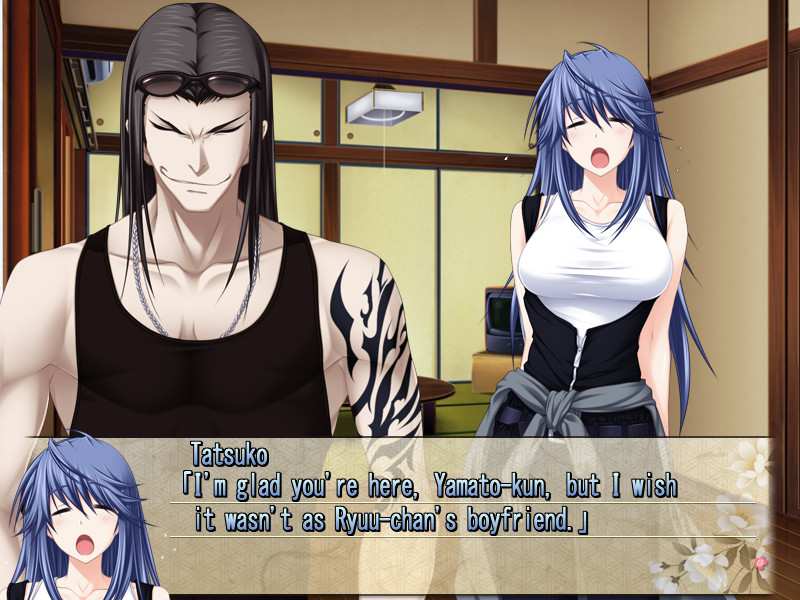 Tatsuko
「I'm glad you're here, Yamato-kun, but I wish
it wasn't as Ryuu-chan's boyfriend.」